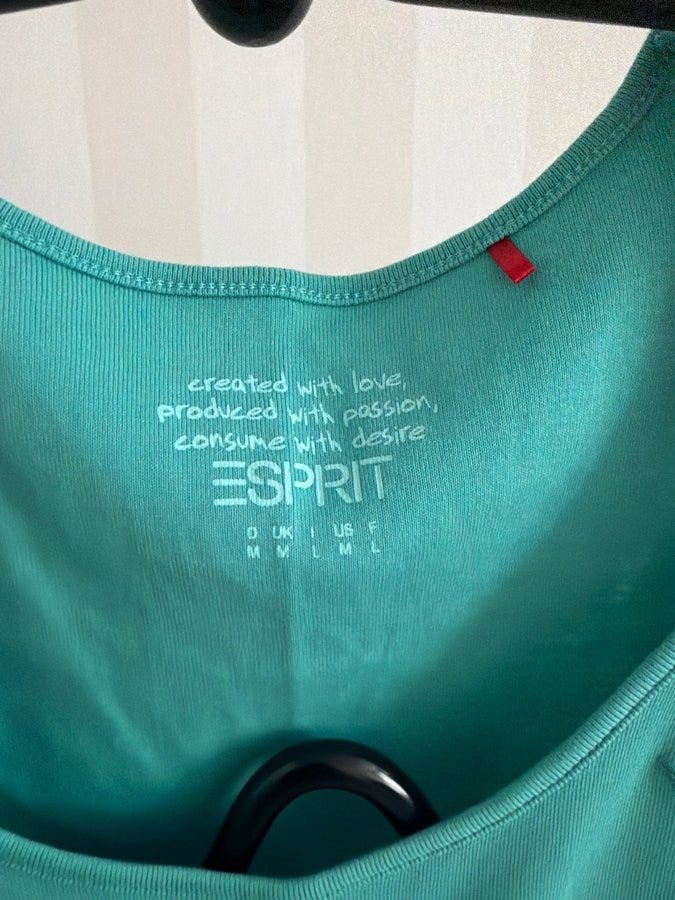 created with love,
produced with passion,
consume with desire
ESPRIT
D UK I US F
M M L M L